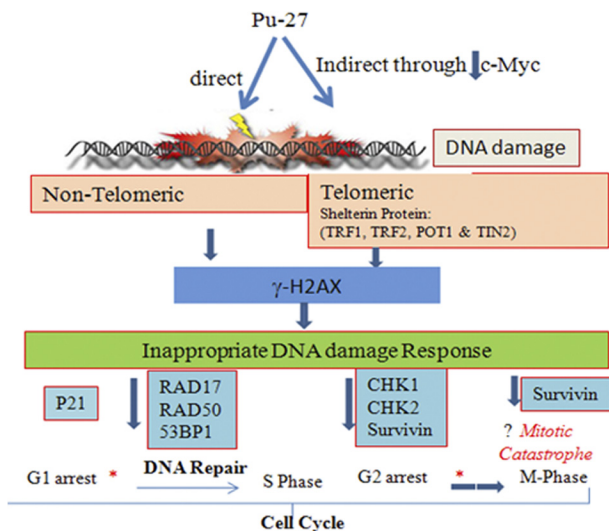 Pu-27
direct
Indirect through c-Myc
DNA damage
Non-Telomeric
Telomeric
Shelterin Protein:
(TRF1, TRF2, POT1 & TIN2)
γ-H2AX
Inappropriate DNA damage Response
P21
RAD17
RAD50
53BP1
CHK1
CHK2
Survivin
Survivin
? Mitotic
Catastrophe
G1 arrest *
DNA Repair
S Phase
G2 arrest *
M-Phase
Cell Cycle